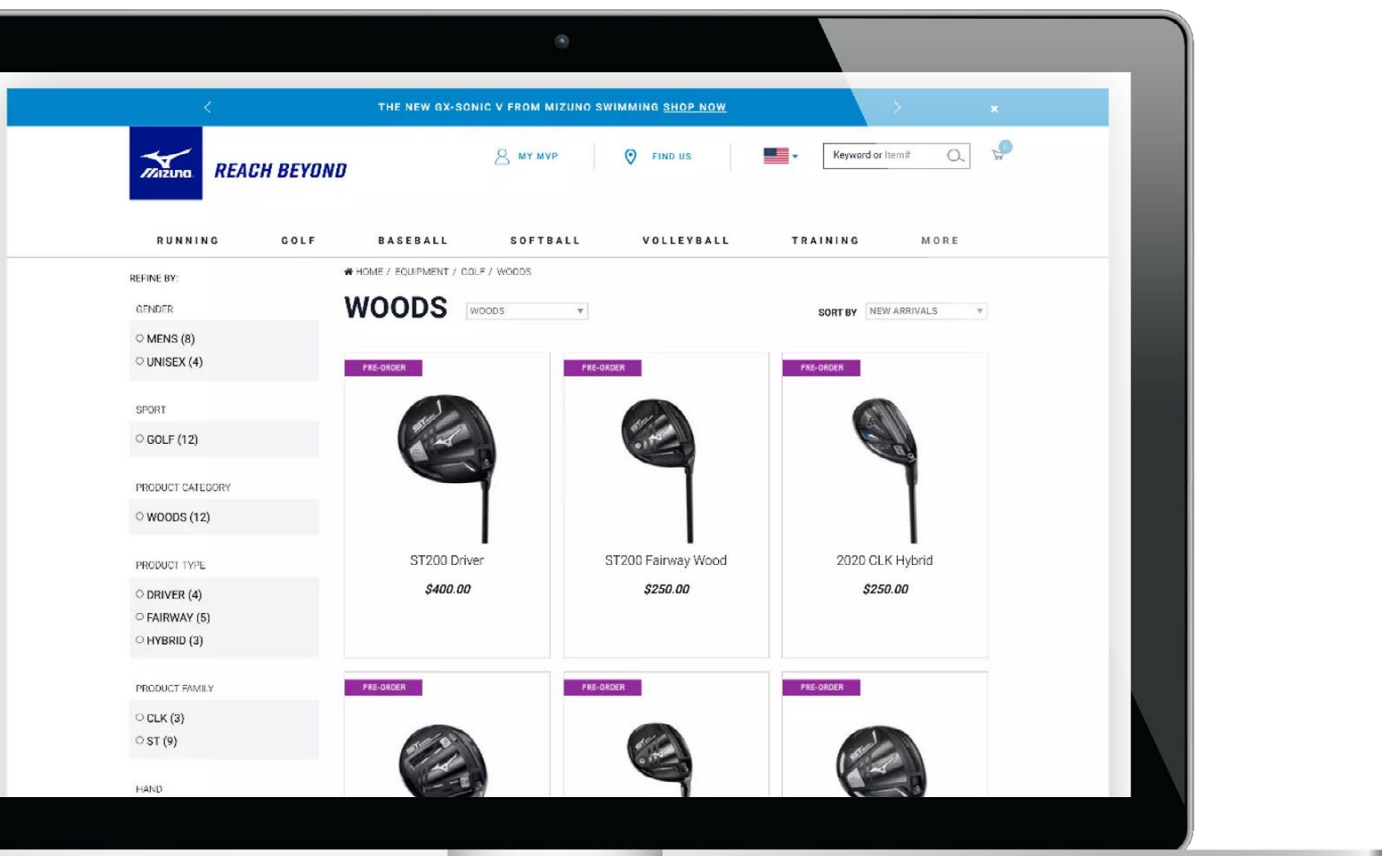 THE NEW GX-SONIC V FROM MIZUNO SWIMMING SHOP NOW
MIZUNO
REACH BEYOND
MY MVP
FIND US
Keyword or Item#
0
RUNNING GOLF BASEBALL SOFTBALL VOLLEYBALL TRAINING MORE
REFINE BY:
HOME / EQUIPMENT / GOLF / WOODS
WOODS
WOODS
SORT BY NEW ARRIVALS
GENDER
MENS (8)
UNISEX (4)
SPORT
GOLF (12)
PRODUCT CATEGORY
WOODS (12)
PRODUCT TYPE
DRIVER (4)
FAIRWAY (5)
HYBRID (3)
PRODUCT FAMILY
CLK (3)
ST (9)
HAND
PRE-ORDER
ST200 Driver
$400.00
PRE-ORDER
ST200 Fairway Wood
$250.00
PRE-ORDER
2020 CLK Hybrid
$250.00
PRE-ORDER
PRE-ORDER
PRE-ORDER